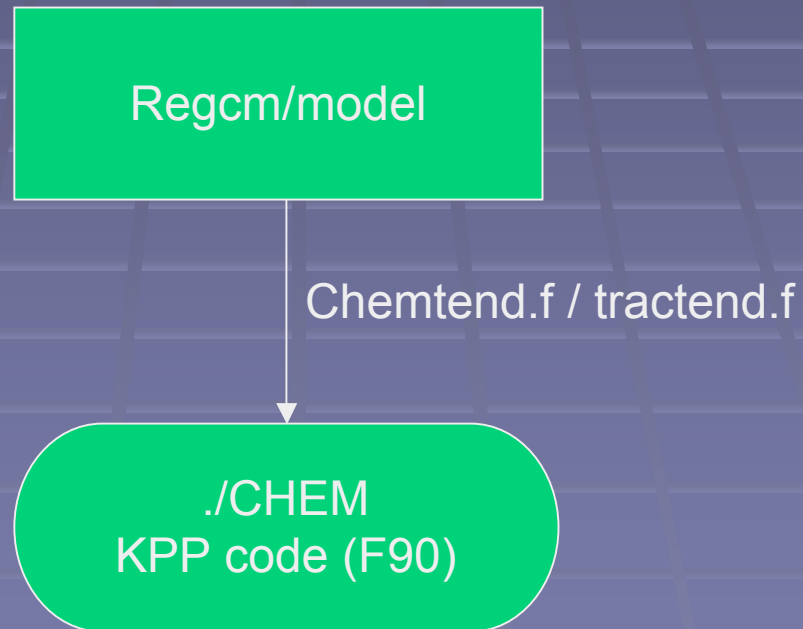 Regcm/model
Chemtend.f / tractend.f
./CHEM
KPP code (F90)